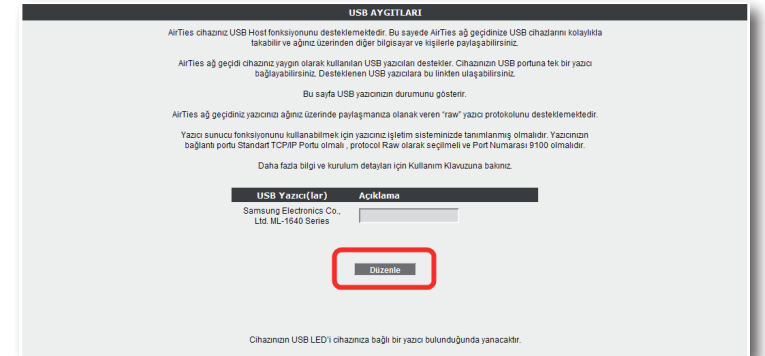 USB AYGITLARI
AirTies cihazınız USB Host fonksiyonunu desteklemektedir. Bu sayede AirTies ağ geçidinize USB cihazlarını kolaylıkla
takabilir ve ağınız üzerinden diğer bilgisayar ve kişilerle paylaşabilirsiniz.
AirTies ağ geçidi cihazınız yaygın olarak kullanılan USB yazıcıları destekler. Cihazınızın USB portuna tek bir yazıcı
bağlayabilirsiniz. Desteklenen USB yazıcılara bu linkten ulaşabilirsiniz.
Bu sayfa USB yazıcınızın durumunu gösterir.
AirTies ağ geçidiniz yazıcınızı ağınız üzerinde paylaşmanıza olanak veren "raw" yazıcı protokolunu desteklemektedir.
Yazıcı sunucu fonksiyonunu kullanabilmek için yazıcınız işletim sisteminizde tanımlanmış olmalıdır. Yazıcınızın
bağlantı portu Standart TCP/IP Portu olmalı , protocol Raw olarak seçilmeli ve Port Numarası 9100 olmalıdır.
Daha fazla bilgi ve kurulum detayları için Kullanım Klavuzuna bakınız.
USB Yazıcı(lar) Açıklama
Samsung Electronics Co.,
Ltd. ML-1640 Series
Düzenle
Cihazınızın USB LED'i cihazınıza bağlı bir yazıcı bulunduğunda yanacaktır.